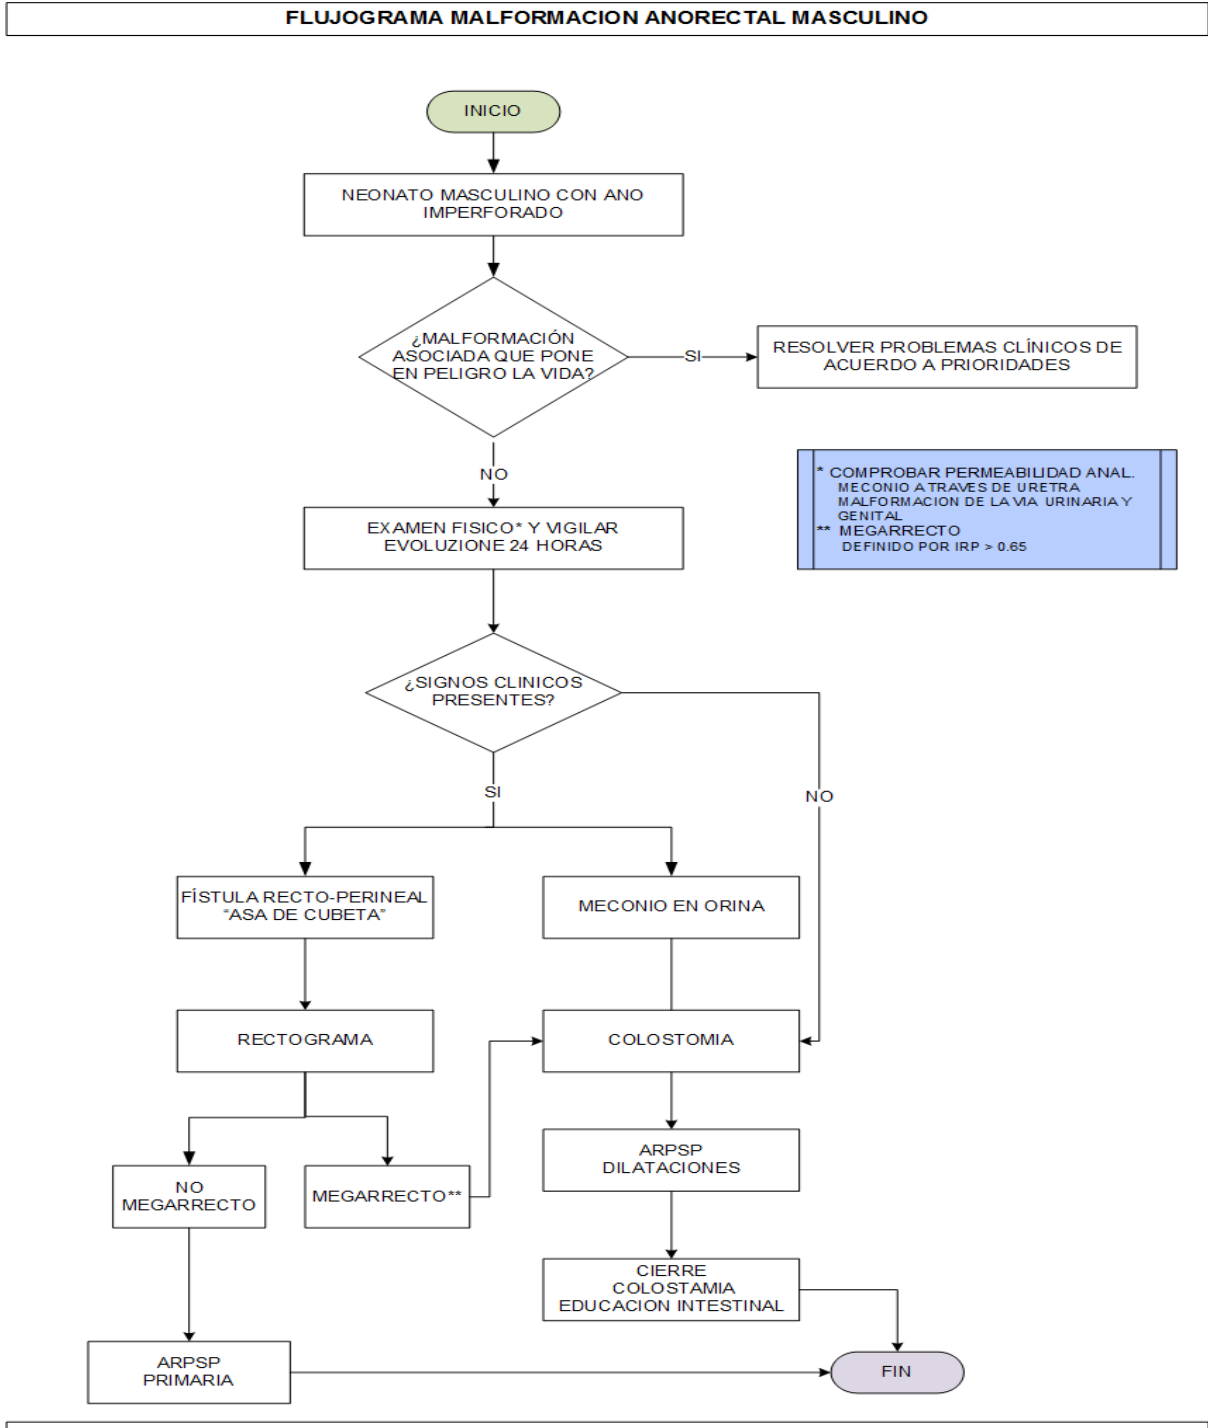 FLUJOGRAMA MALFORMACION ANORECTAL MASCULINO
INICIO
NEONATO MASCULINO CON ANO
IMPERFORADO
¿MALFORMACIÓN
ASOCIADA QUE PONE
EN PELIGRO LA VIDA?
SI
RESOLVER PROBLEMAS CLÍNICOS DE
ACUERDO A PRIORIDADES
NO
* COMPROBAR PERMEABILIDAD ANAL.
MECONIO A TRAVES DE URETRA
MALFORMACION DE LA VIA URINARIA Y
GENITAL
** MEGARRECTO
DEFINIDO POR IRP > 0.65
EXAMEN FISICO* Y VIGILAR
EVOLUZIONE 24 HORAS
¿SIGNOS CLINICOS
PRESENTES?
SI
NO
FÍSTULA RECTO-PERINEAL
“ASA DE CUBETA”
MECONIO EN ORINA
RECTOGRAMA
COLOSTOMIA
NO
MEGARRECTO
MEGARRECTO**
ARPSP
DILATACIONES
CIERRE
COLOSTAMIA
EDUCACION INTESTINAL
ARPSP
PRIMARIA
FIN